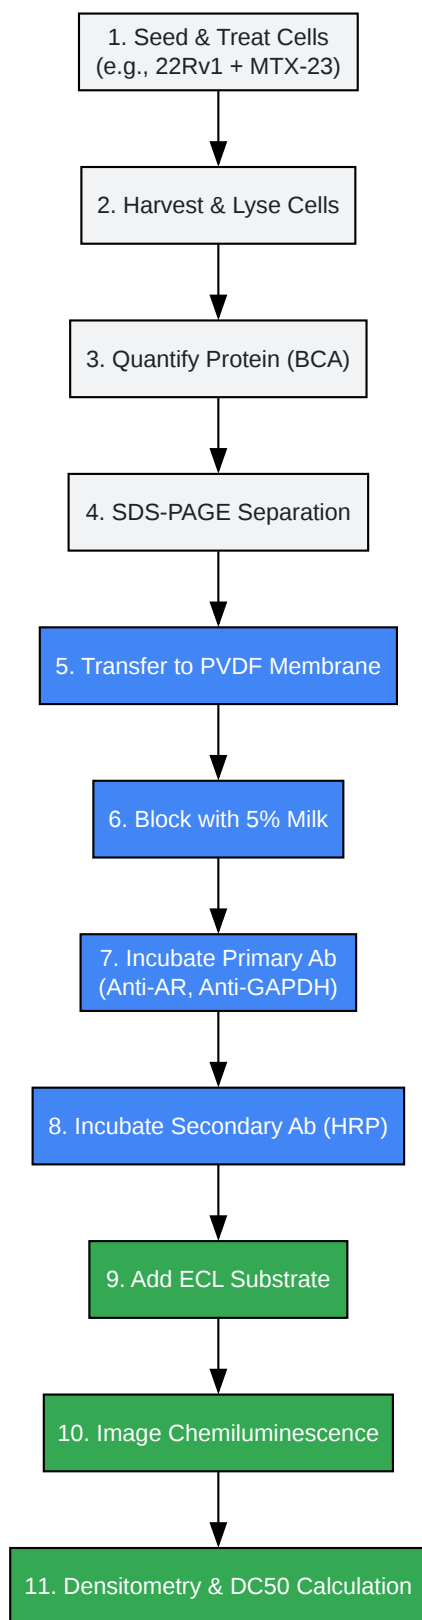 1. Seed & Treat Cells
(e.g., 22Rv1 + MTX-23)
2. Harvest & Lyse Cells
3. Quantify Protein (BCA)
4. SDS-PAGE Separation
5. Transfer to PVDF Membrane
6. Block with 5% Milk
7. Incubate Primary Ab
(Anti-AR, Anti-GAPDH)
8. Incubate Secondary Ab (HRP)
9. Add ECL Substrate
10. Image Chemiluminescence
11. Densitometry & DC50 Calculation